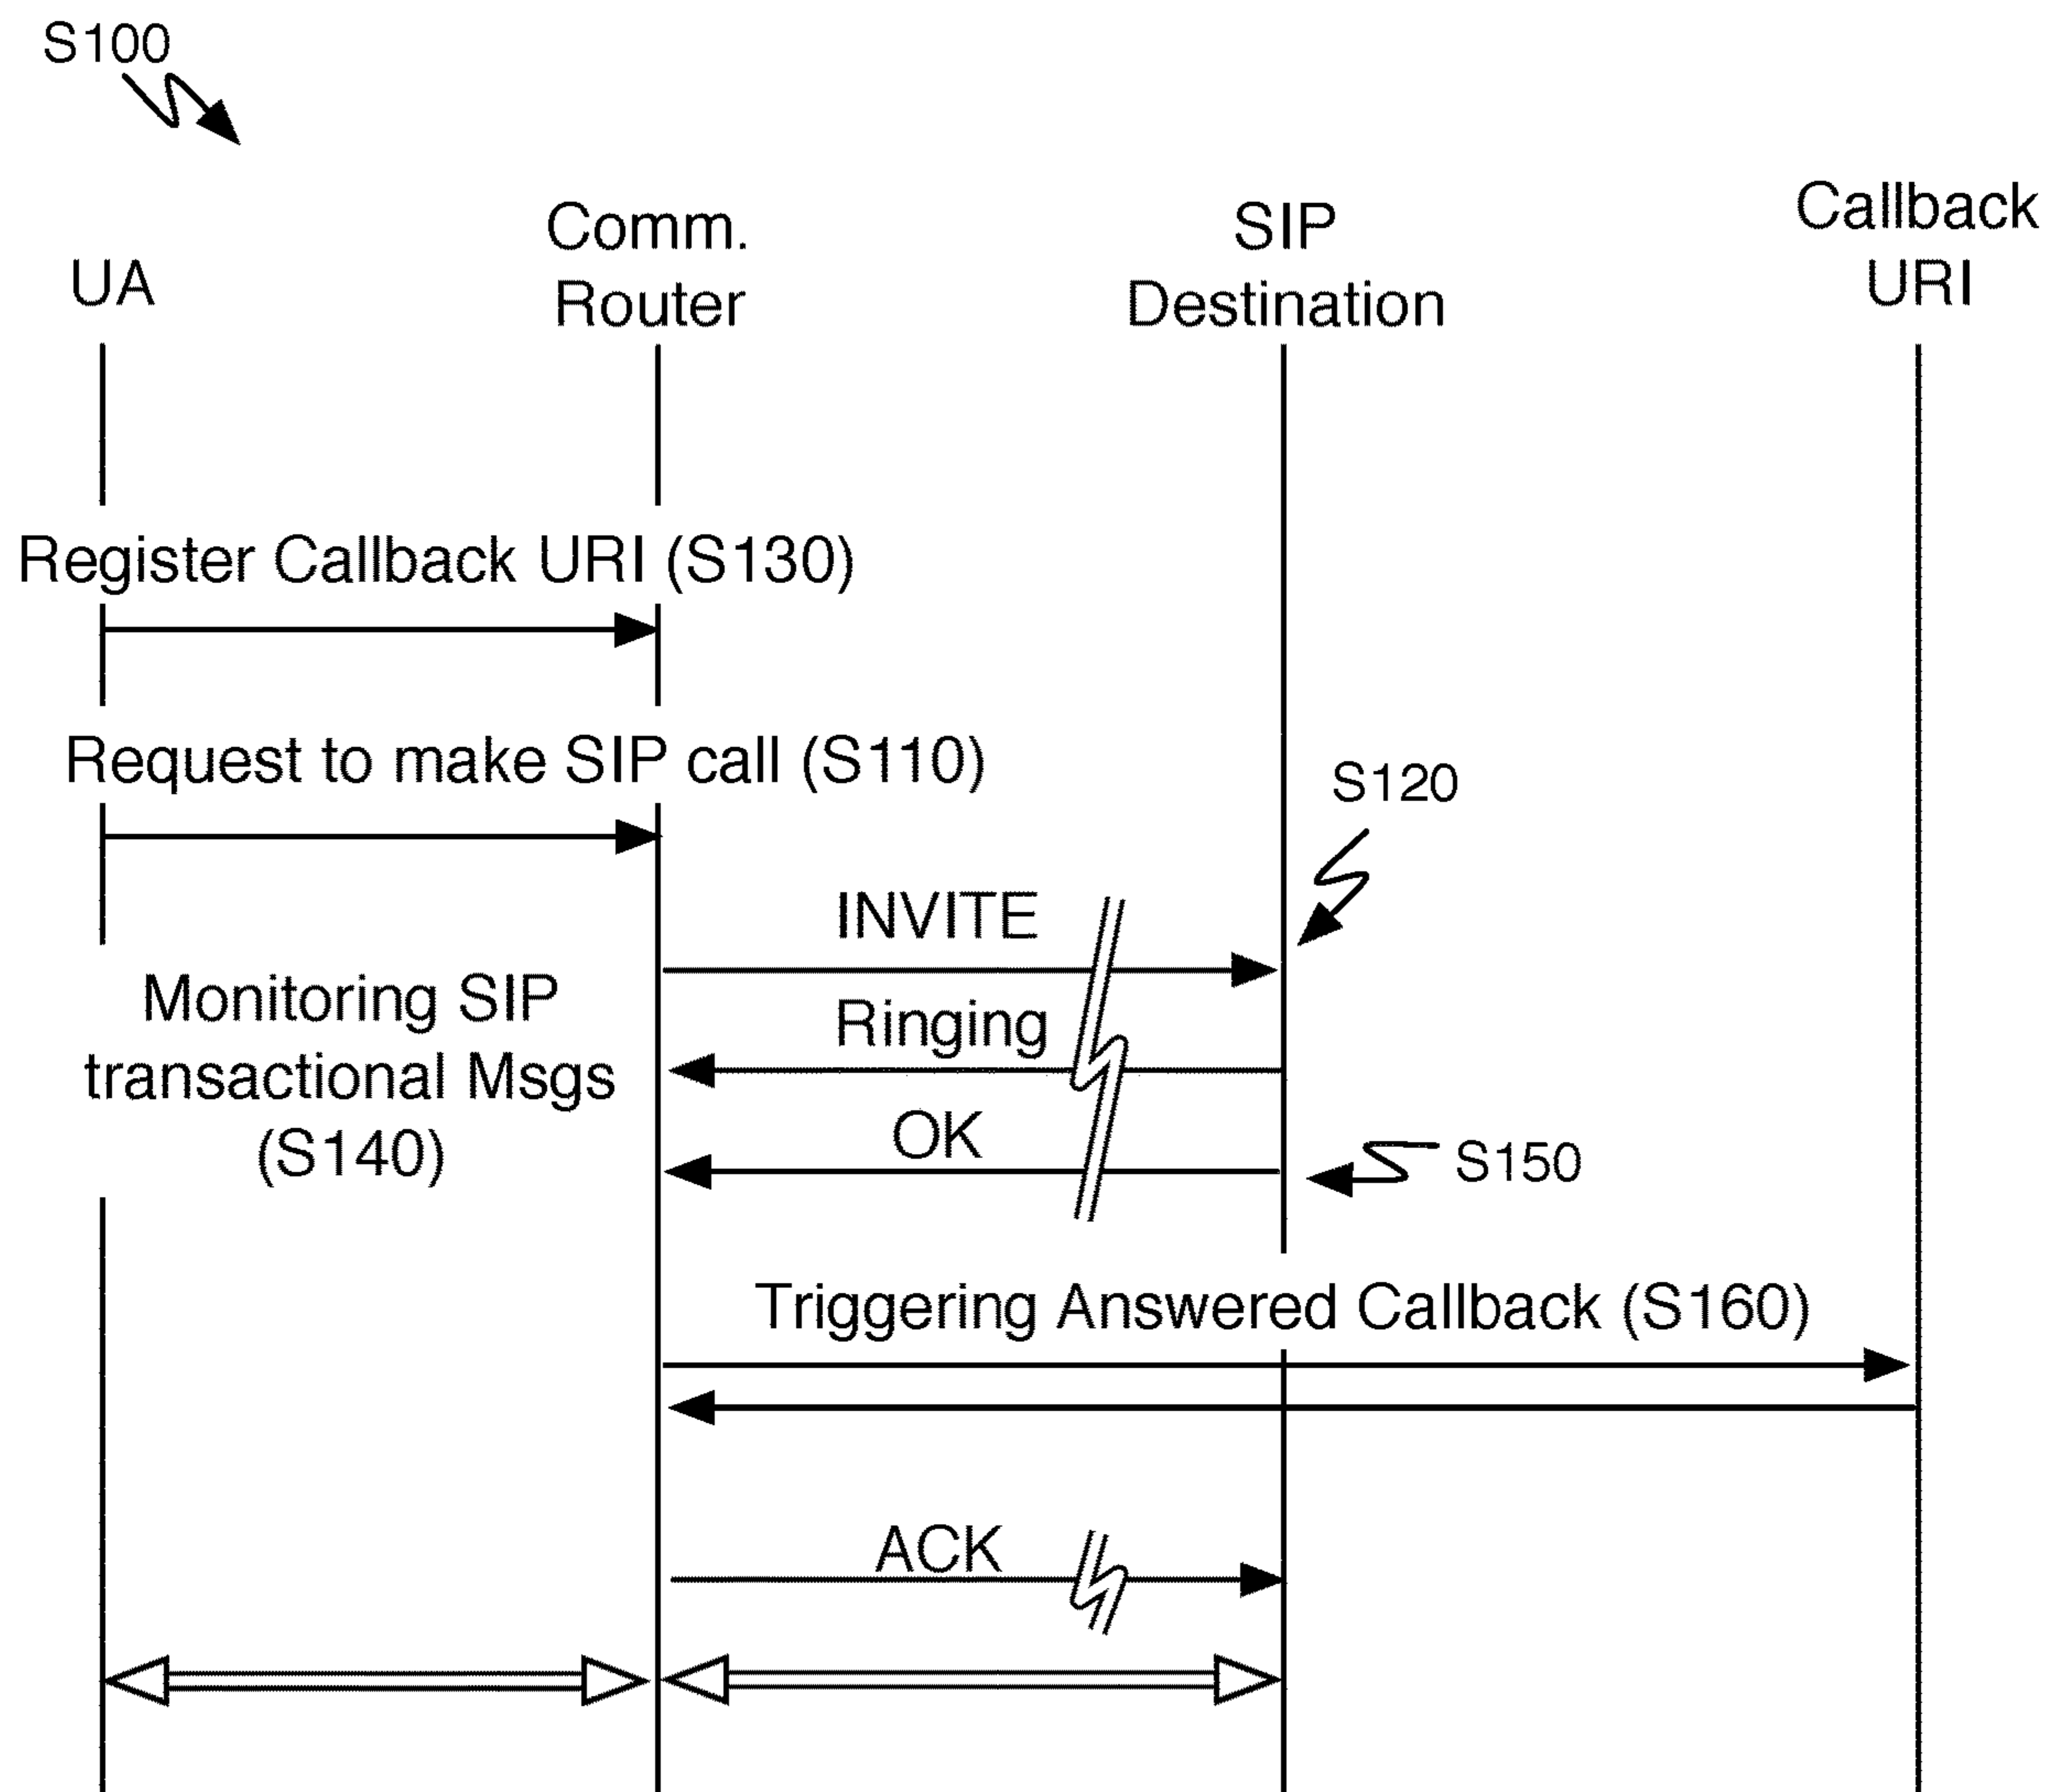 S100
UA
Comm.
Router
SIP
Destination
Callback
URI
Register Callback URI (S130)
Request to make SIP call (S110)
S120
INVITE
Monitoring SIP
transactional Msgs
(S140)
Ringing
OK
S150
Triggering Answered Callback (S160)
ACK